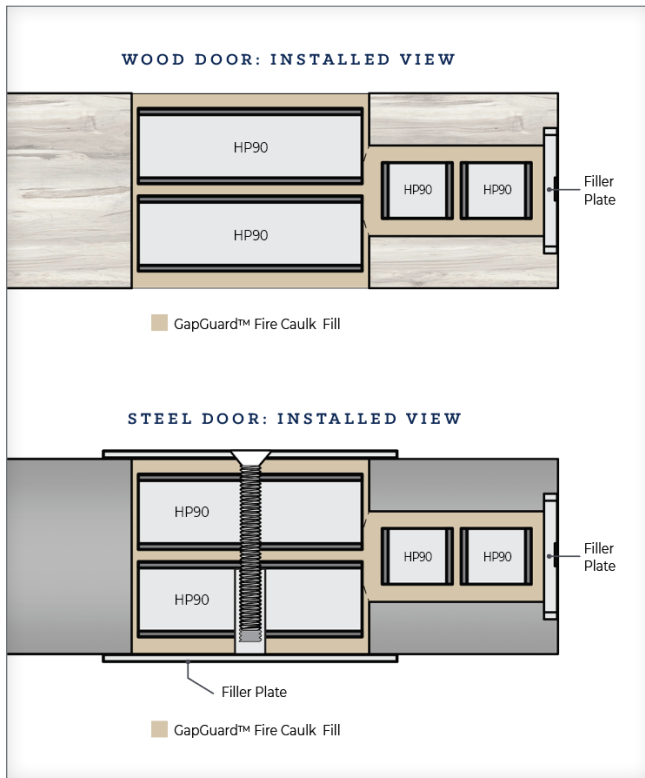 WOOD DOOR: INSTALLED VIEW
HP90
HP90 HP90
HP90
Filler
Plate
GapGuard™ Fire Caulk Fill
STEEL DOOR: INSTALLED VIEW
HP90
HP90 HP90
HP90
Filler
Plate
Filler Plate
GapGuard™ Fire Caulk Fill